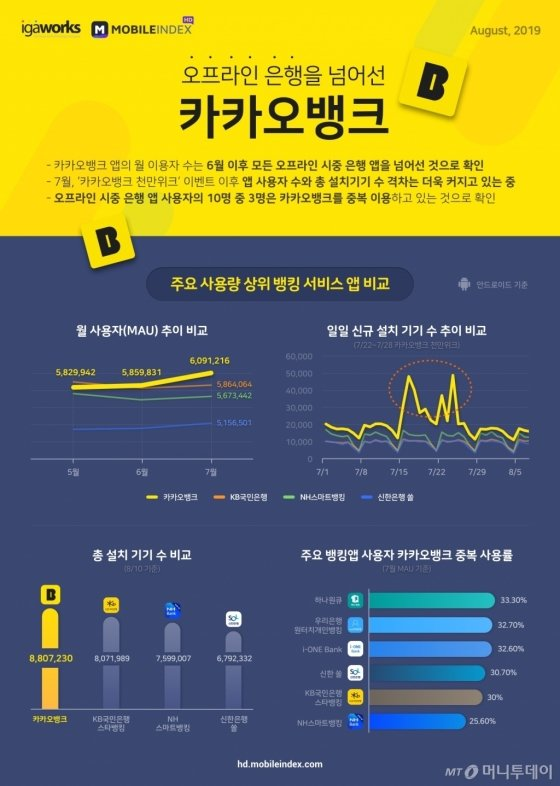 igaworks
MOBILEINDEX HD
August, 2019
오프라인 은행을 넘어선
카카오뱅크
B
- 카카오뱅크 앱의 월 이용자 수는 6월 이후 모든 오프라인 시중 은행 앱을 넘어선 것으로 확인
- 7월, '카카오뱅크 천만위크' 이벤트 이후 앱 사용자 수와 총 설치기기 수 격차는 더욱 커지고 있는 중
- 오프라인 시중 은행 앱 사용자의 10명 중 3명은 카카오뱅크를 중복 이용하고 있는 것으로 확인
B
주요 사용량 상위 뱅킹 서비스 앱 비교
안드로이드 기준
월 사용자(MAU) 추이 비교
5,829,942
5,859,831
6,091,216
5,864,064
5,673,442
5,156,501
5월
6월
7월
일일 신규 설치 기기 수 추이 비교
(7/22~7/28 카카오뱅크 천만위크)
60,000
50,000
40,000
30,000
20,000
10,000
0
7/1
7/8
7/15
7/22
7/29
8/5
카카오뱅크
KB국민은행
NH스마트뱅킹
신한은행 쏠
총 설치 기기 수 비교
(8/10 기준)
B
8,807,230
8,071,989
7,599,007
6,792,332
카카오뱅크
KB국민은행
스타뱅킹
NH
스마트뱅킹
신한은행
쏠
주요 뱅킹앱 사용자 카카오뱅크 중복 사용률
(7월 MAU 기준)
하나원큐
33.30%
우리은행
원터치개인뱅킹
32.70%
i-ONE Bank
32.60%
신한 쏠
30.70%
KB국민은행
스타뱅킹
30%
NH스마트뱅킹
25.60%
hd.mobileindex.com
MT 머니투데이